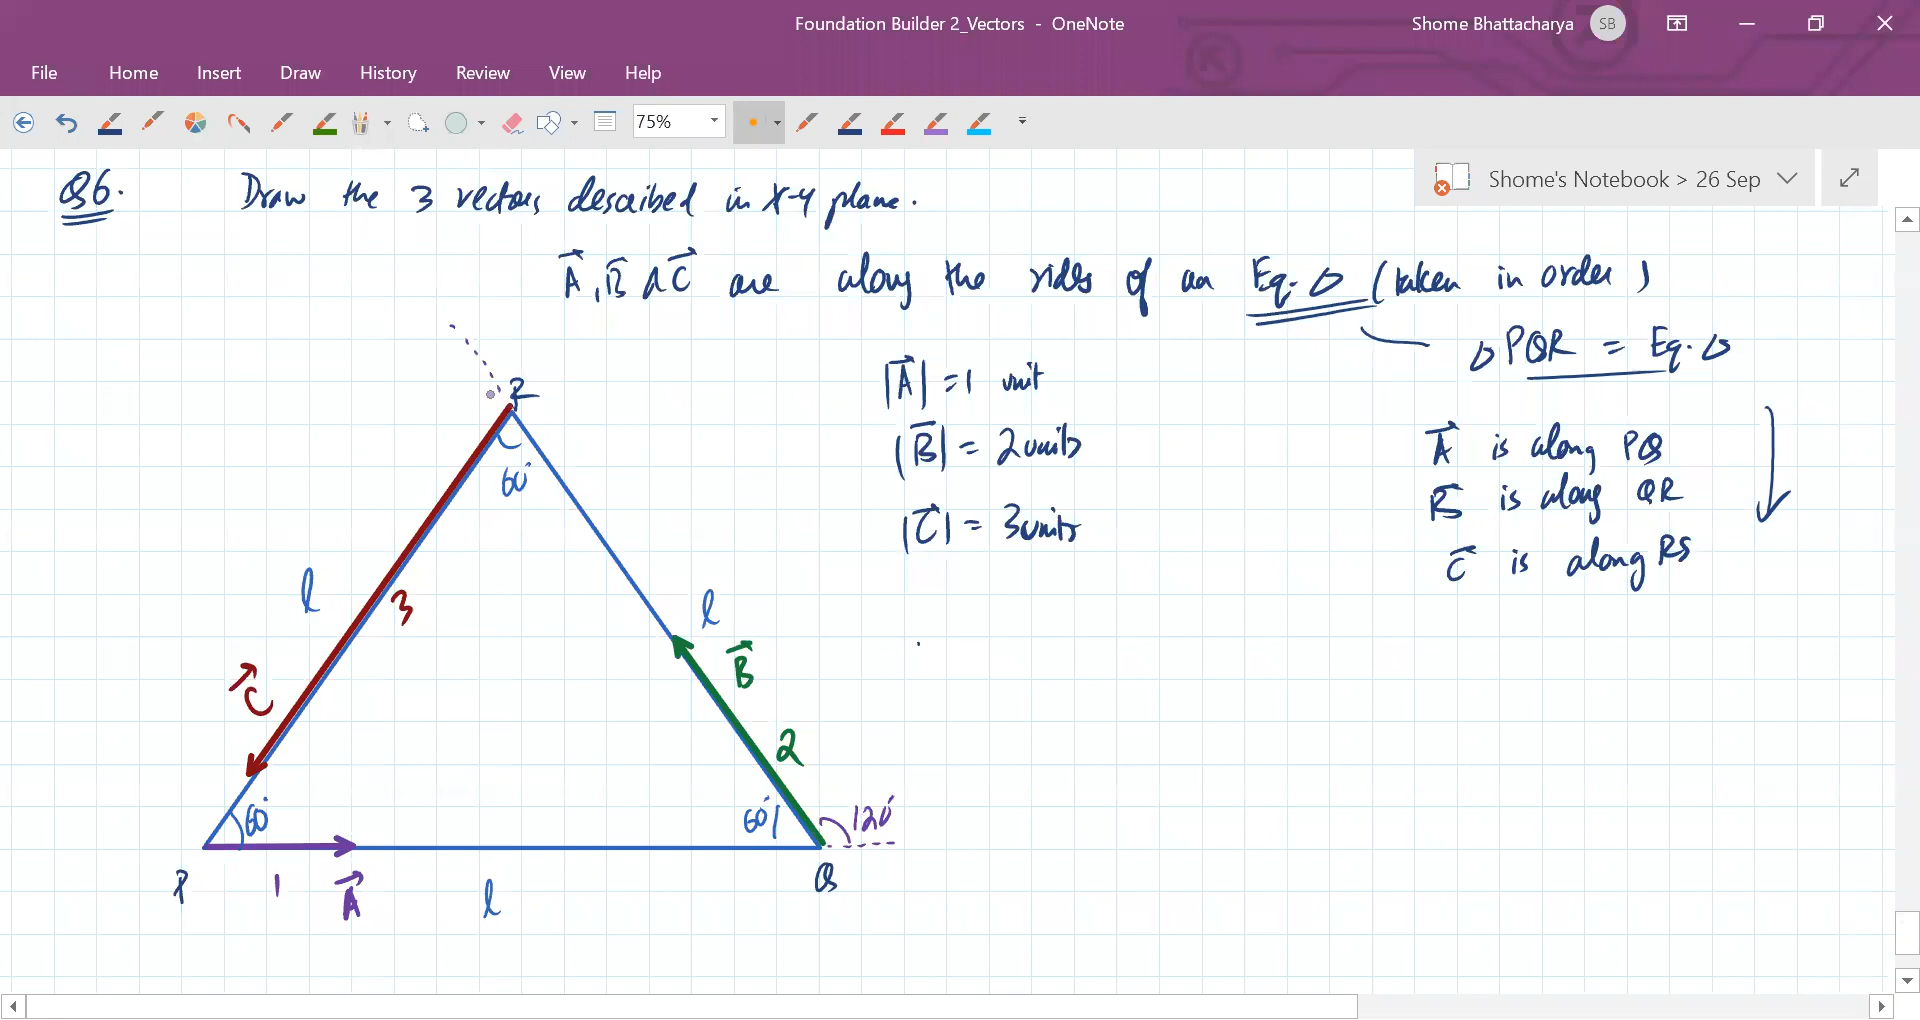 Foundation Builder 2_Vectors - OneNote
Shome Bhattacharya SB
File Home Insert Draw History Review View Help
75%
Shome's Notebook > 26 Sep
Q6. Draw the 3 vectors described in X-Y plane.
A, B & C are along the sides of an Eq. △ (taken in order)
△ PQR = Eq. △
|A| = 1 unit
|B| = 2 units
|C| = 3 units
A is along PQ
B is along QR
C is along RS
R
60°
l
3
l
C
B
2
60°
60°
120°
P
1
A
l
Q